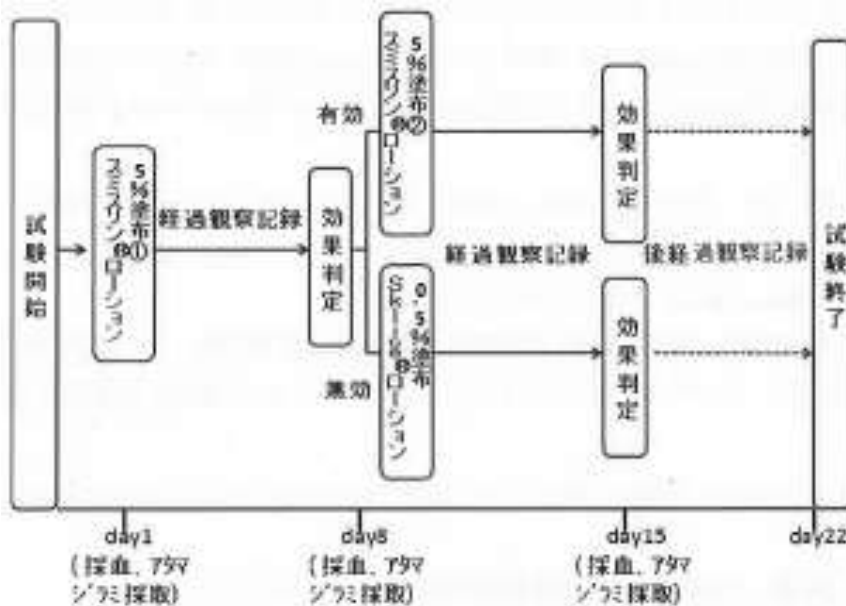 試験開始
スミスリン®ローション
5%塗布①
経過観察記録
効果判定
有効
スミスリン®ローション
5%塗布②
無効
Sklice®ローション
0.5%塗布
経過観察記録
効果判定
効果判定
後経過観察記録
試験終了
day1
(採血、アタマ
ジラミ採取)
day8
(採血、アタマ
ジラミ採取)
day15
(採血、アタマ
ジラミ採取)
day22